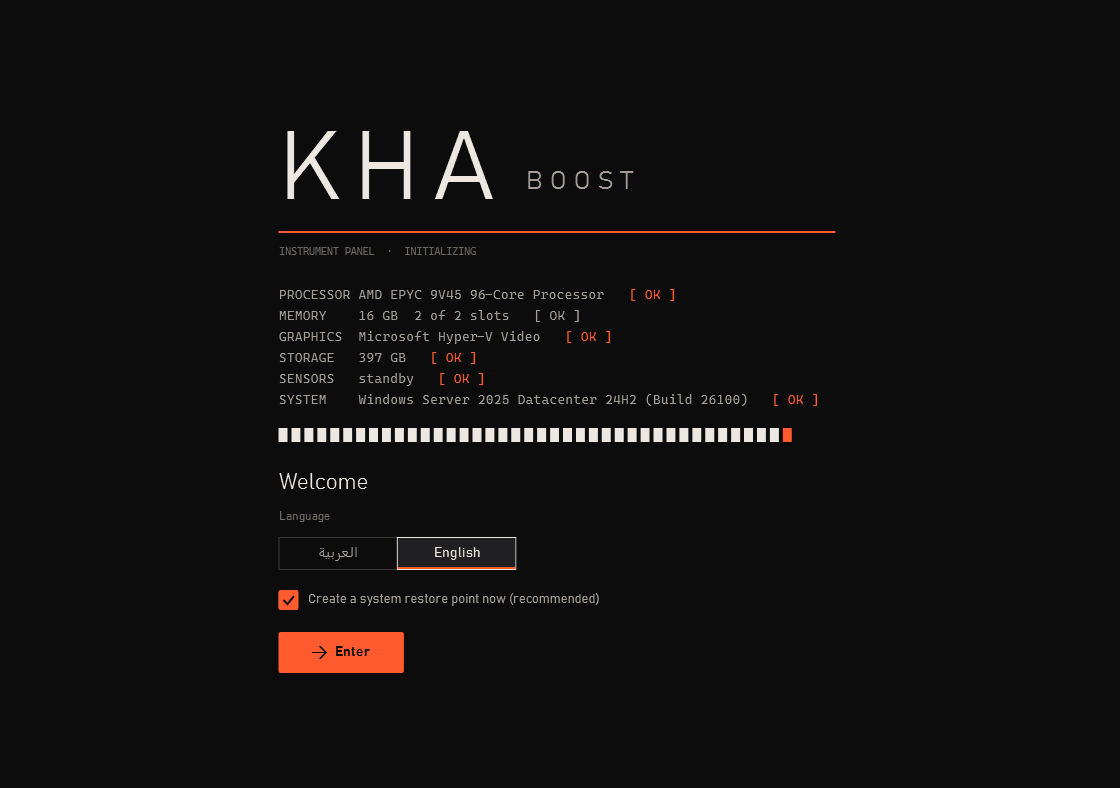 KHA BOOST
INSTRUMENT PANEL · INITIALIZING
PROCESSOR AMD EPYC 9V45 96-Core Processor [ OK ]
MEMORY 16 GB 2 of 2 slots [ OK ]
GRAPHICS Microsoft Hyper-V Video [ OK ]
STORAGE 397 GB [ OK ]
SENSORS standby [ OK ]
SYSTEM Windows Server 2025 Datacenter 24H2 (Build 26100) [ OK ]
Welcome
Language
العربية English
Create a system restore point now (recommended)
Enter